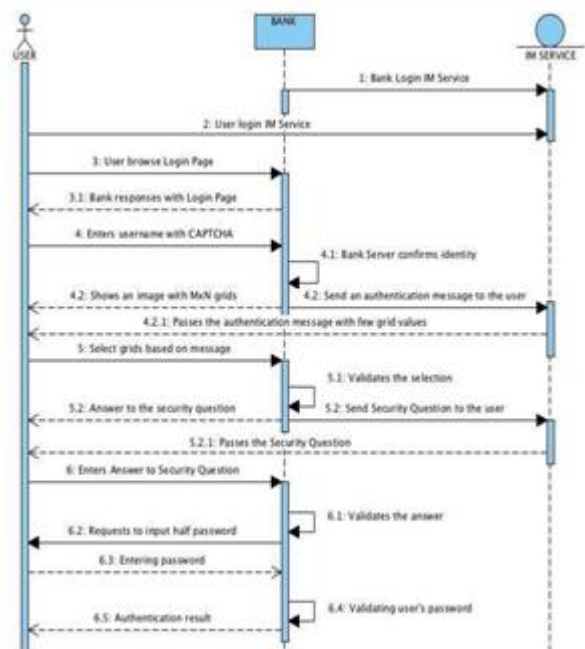 BANK
USER
IM SERVICE
1: Bank Login IM Service
2: User login IM Service
3: User browse Login Page
3.1: Bank responses with Login Page
4: Enters username with CAPTCHA
4.1: Bank Server confirms identity
4.2: Shows an image with MxN grids
4.2: Send an authentication message to the user
4.2.1: Passes the authentication message with few grid values
5: Select grids based on message
5.1: Validates the selection
5.2: Answer to the security question
5.2: Send Security Question to the user
5.2.1: Passes the Security Question
6: Enters Answer to Security Question
6.1: Validates the answer
6.2: Requests to input half password
6.3: Entering password
6.4: Validating user's password
6.5: Authentication result